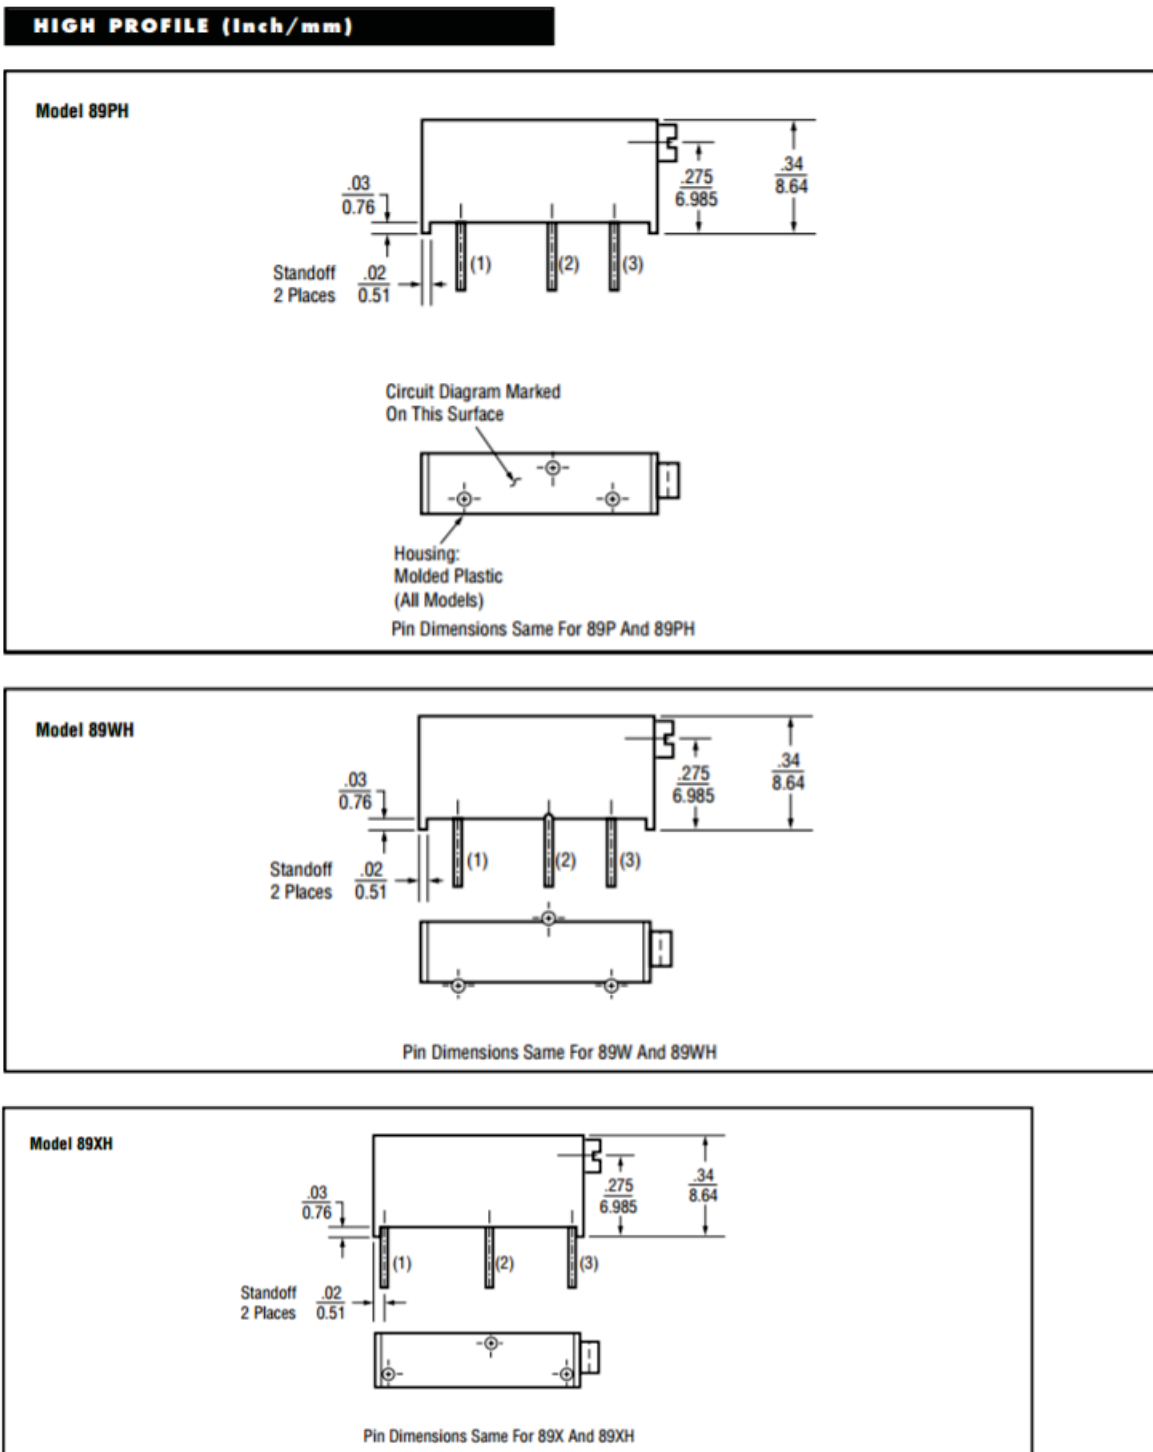 HIGH PROFILE (Inch/mm)
Model 89PH
.03
0.76
.275
6.985
.34
8.64
(1)
(2)
(3)
Standoff
2 Places
.02
0.51
Circuit Diagram Marked
On This Surface
Housing:
Molded Plastic
(All Models)
Pin Dimensions Same For 89P And 89PH
Model 89WH
.03
0.76
.275
6.985
.34
8.64
(1)
(2)
(3)
Standoff
2 Places
.02
0.51
Pin Dimensions Same For 89W And 89WH
Model 89XH
.03
0.76
.275
6.985
.34
8.64
(1)
(2)
(3)
Standoff
2 Places
.02
0.51
Pin Dimensions Same For 89X And 89XH